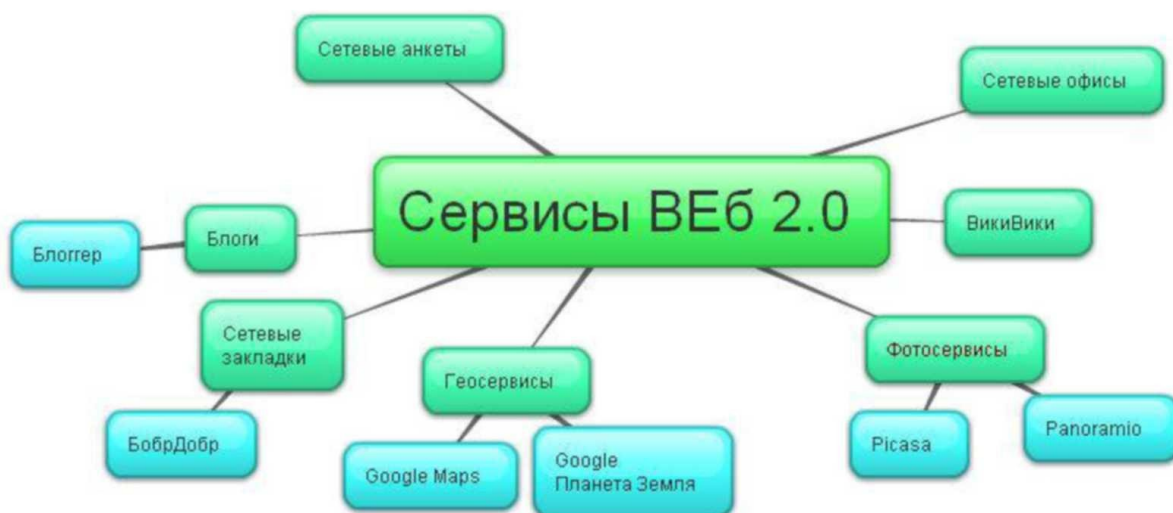 Сетевые анкеты
Сетевые офисы
Сервисы ВЕб 2.0
ВикиВики
Блоги
Блоггер
Сетевые
закладки
Фотосервисы
Геосервисы
БобрДобр
Google Maps
Google
Планета Земля
Picasa
Panoramio